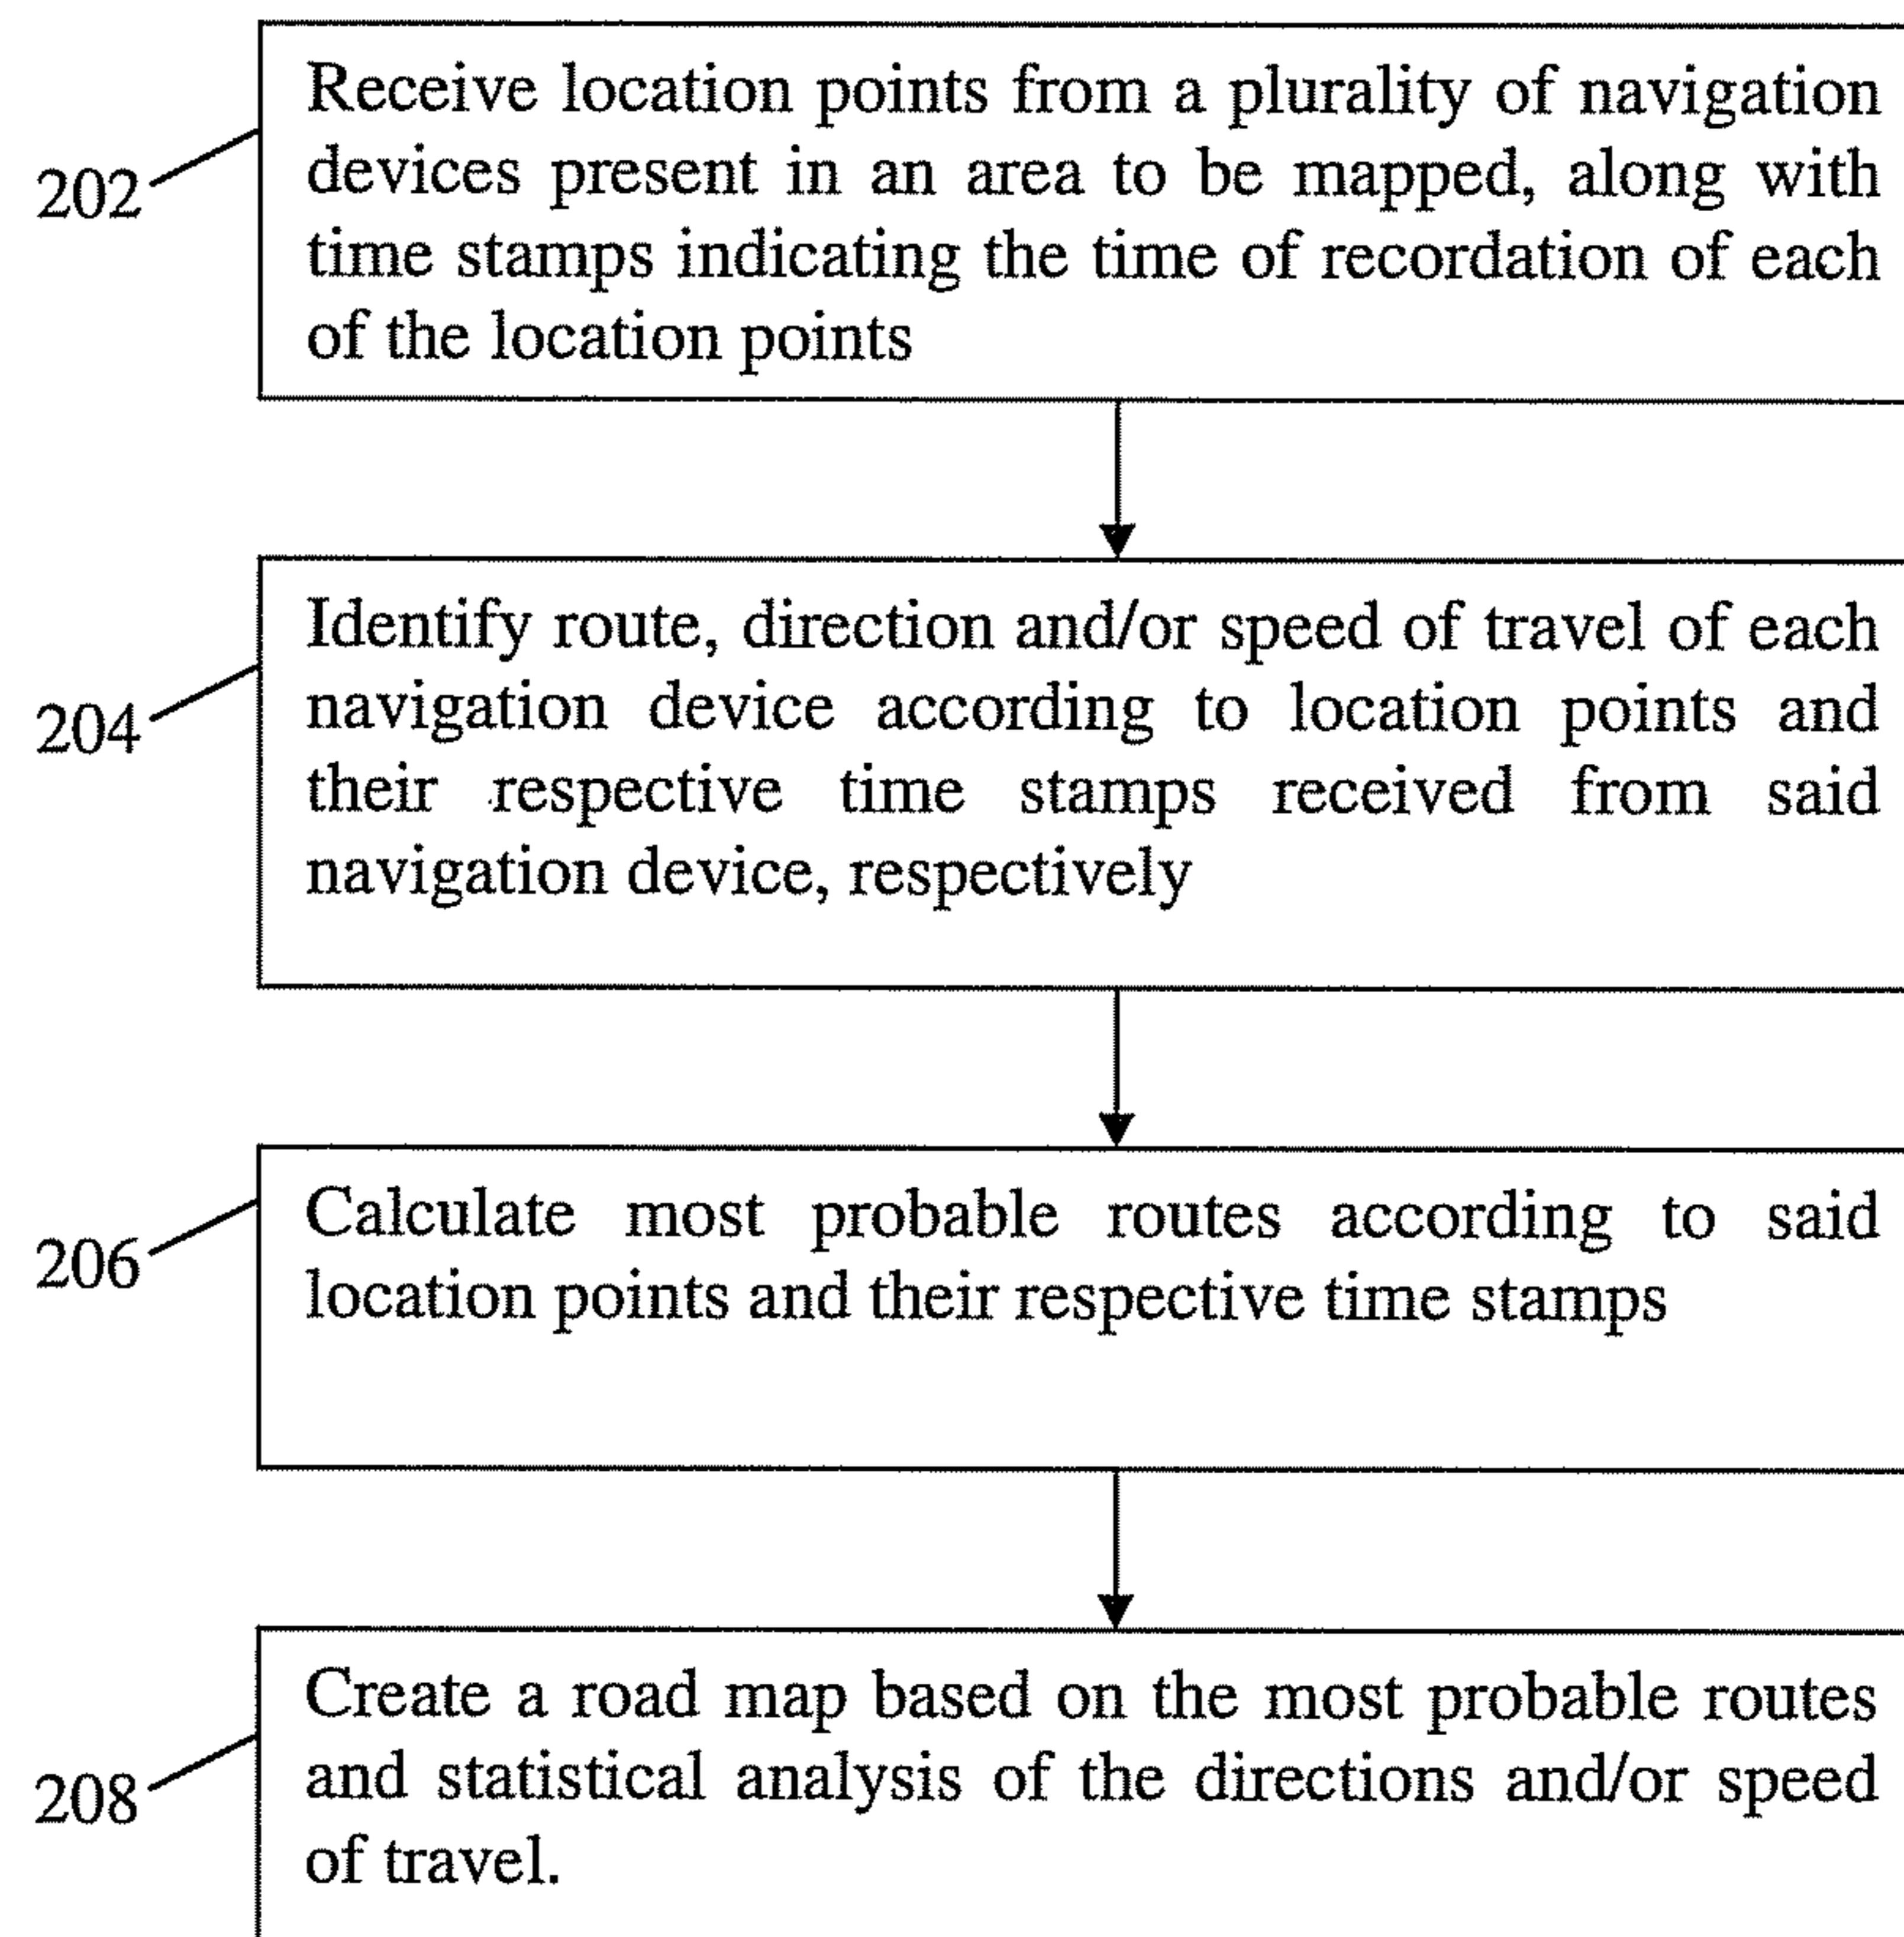 Receive location points from a plurality of navigation
devices present in an area to be mapped, along with
202
time stamps indicating the time of recordation of each
of the location points
Identify route, direction and/or speed of travel of each
navigation device according to location points and
204
their respective time stamps received from said
navigation device, respectively
Calculate most probable routes according to said
206
location points and their respective time stamps
Create a road map based on the most probable routes
and statistical analysis of the directions and/or speed
208
of travel.